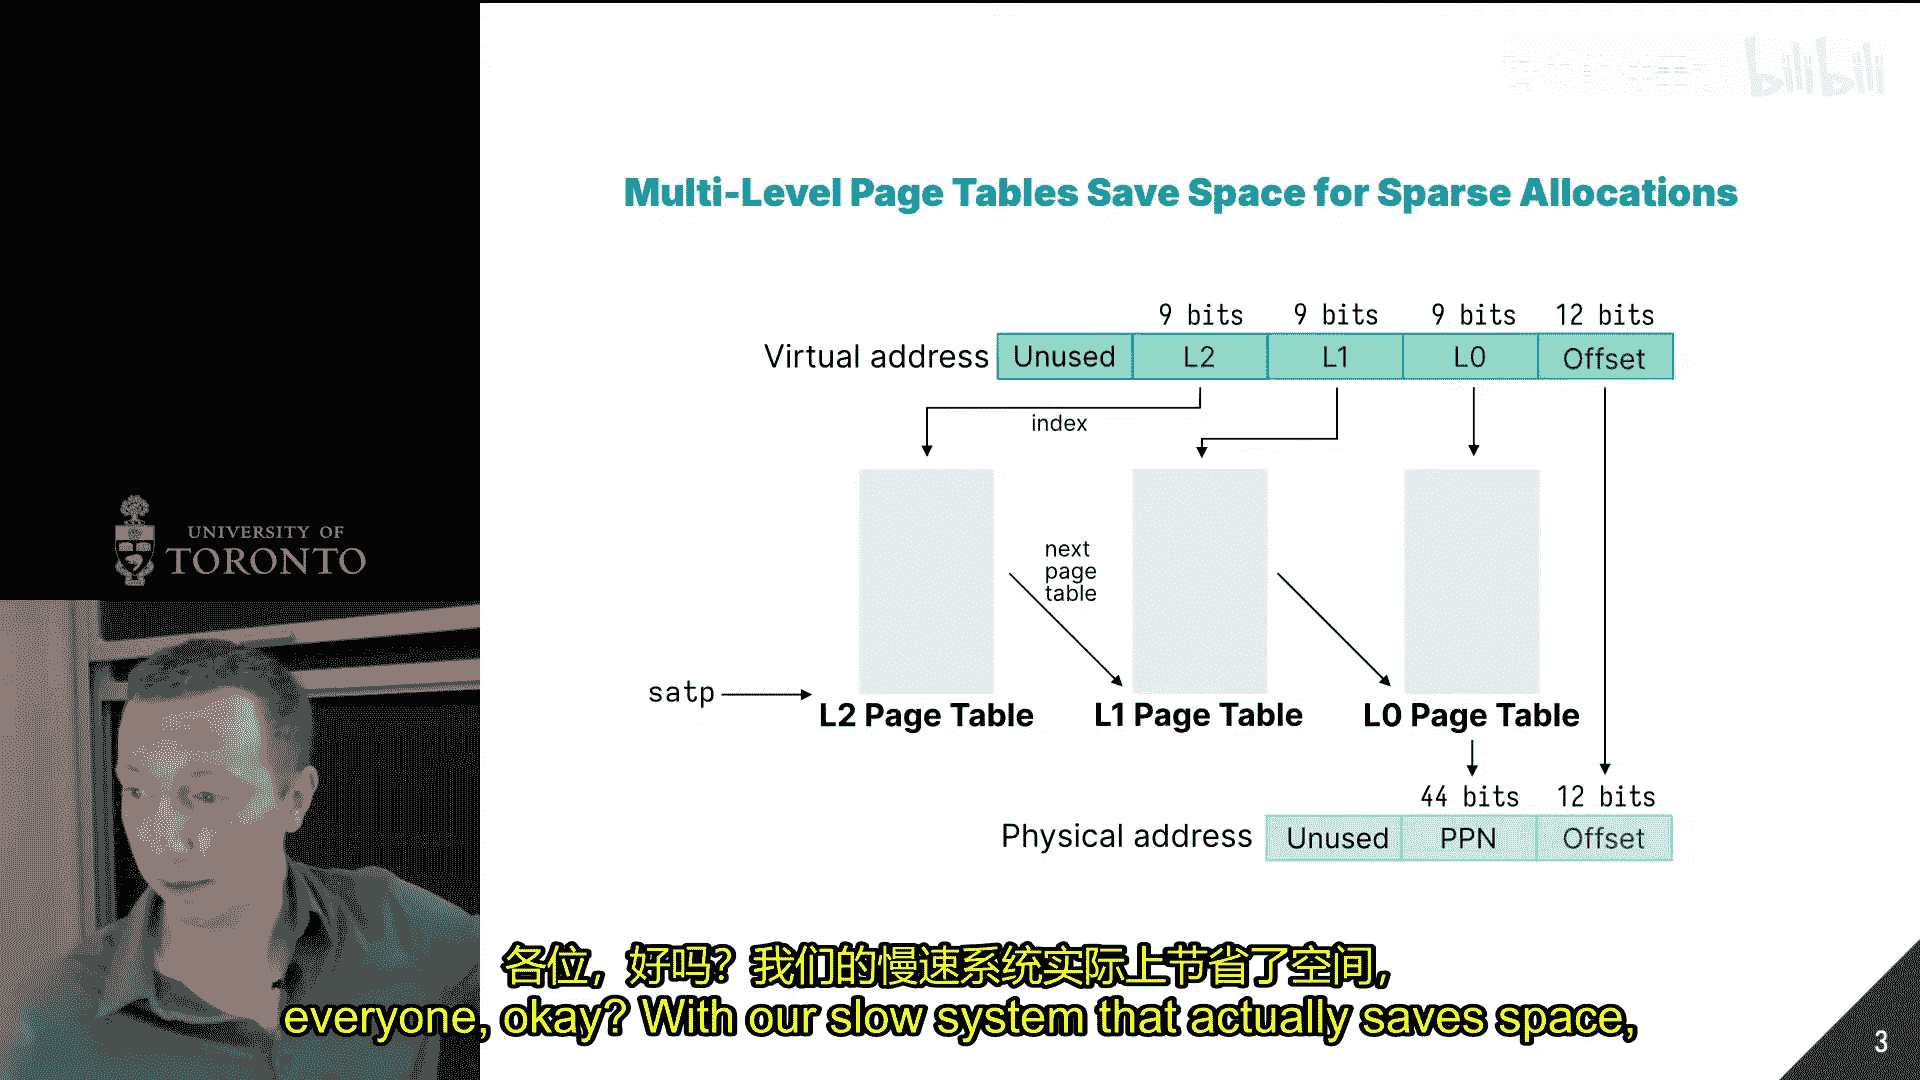 bilibili
Multi-Level Page Tables Save Space for Sparse Allocations
9 bits 9 bits 9 bits 12 bits
Virtual address Unused L2 L1 L0 Offset
index
UNIVERSITY OF
TORONTO
next
page
table
satp
L2 Page Table L1 Page Table L0 Page Table
44 bits 12 bits
Physical address Unused PPN Offset
各位，好吗？我们的慢速系统实际上节省了空间，
everyone, okay? With our slow system that actually saves space,
3